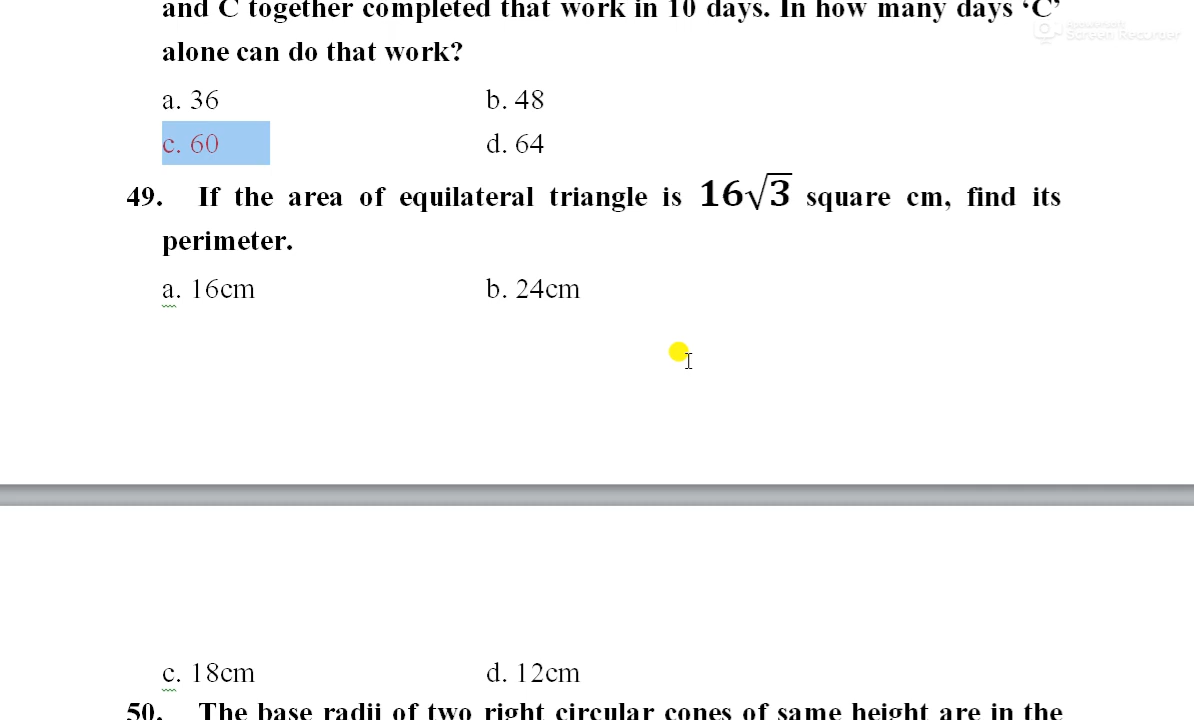 and C together completed that work in 10 days. In how many days ‘C’
Screen Recorder
alone can do that work?
a. 36 b. 48
c. 60 d. 64
49. If the area of equilateral triangle is 16√3 square cm, find its
perimeter.
a. 16cm b. 24cm
c. 18cm d. 12cm
50. The base radii of two right circular cones of same height are in the